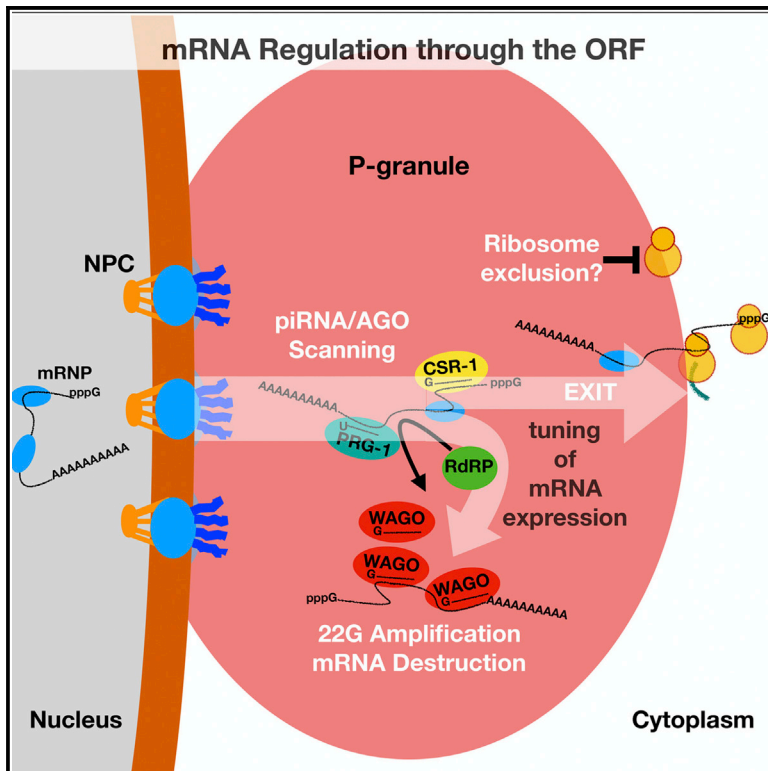 mRNA Regulation through the ORF
P-granule
Ribosome
exclusion?
NPC
pppG
piRNA/AGO
Scanning
AAAAAAAAAA
mRNP
CSR-1
pppG
G
pppG
AAAAAAAAAA
EXIT
U
PRG-1
AAAAAAAAAA
RdRP
tuning
of
mRNA
expression
WAGO
G
WAGO
G
WAGO
G
pppG
AAAAAAAAAA
22G Amplification
mRNA Destruction
Nucleus
Cytoplasm